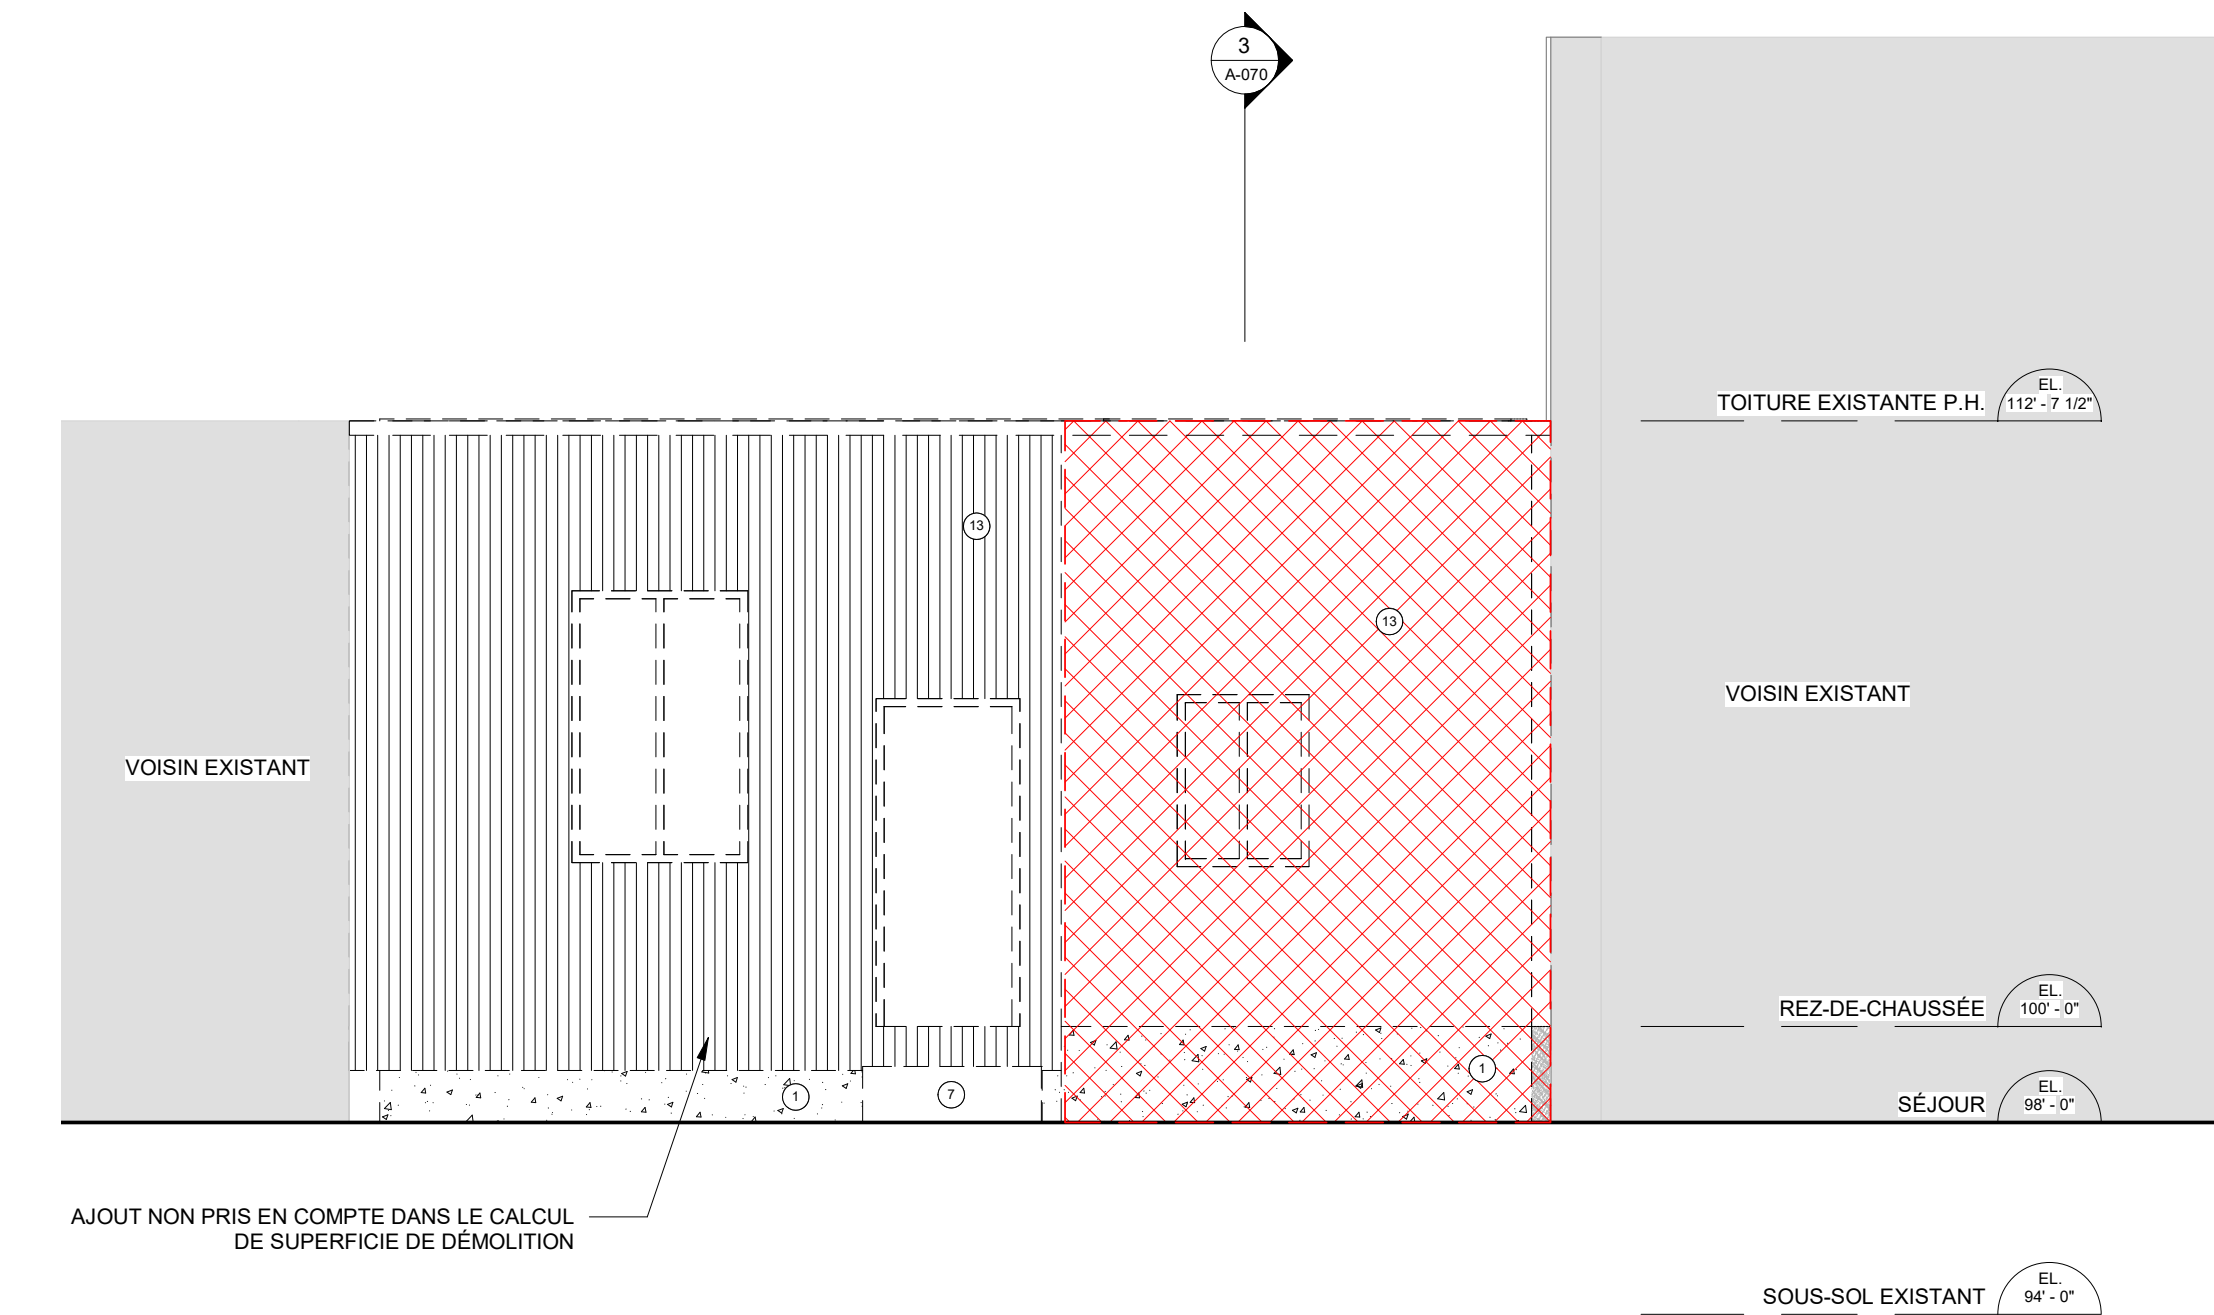 3
A-070
TOITURE EXISTANTE P.H.
EL.
112' - 7 1/2"
13
13
VOISIN EXISTANT
VOISIN EXISTANT
REZ-DE-CHAUSSÉE
EL.
100' - 0"
1
7
1
SÉJOUR
EL.
98' - 0"
AJOUT NON PRIS EN COMPTE DANS LE CALCUL
DE SUPERFICIE DE DÉMOLITION
SOUS-SOL EXISTANT
EL.
94' - 0"